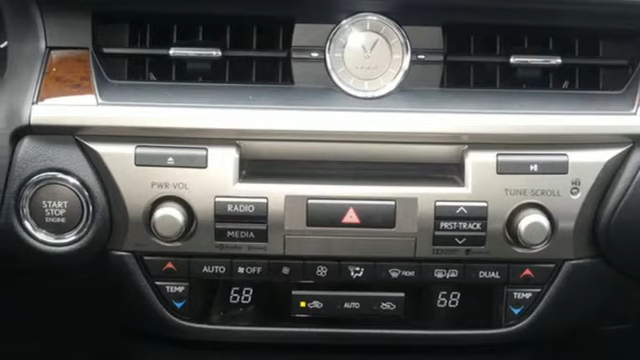 PWR·VOL
TUNE·SCROLL
START
STOP
ENGINE
RADIO
MEDIA
PRST-TRACK
AUTO
OFF
FRONT
DUAL
TEMP
68
AUTO
68
TEMP